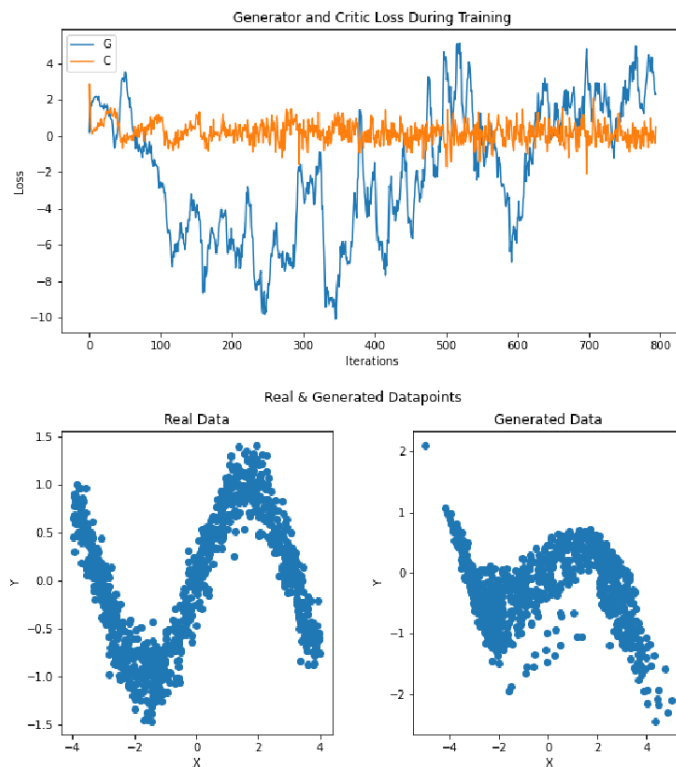 Generator and Critic Loss During Training
G
C
4
2
0
−2
−4
−6
−8
−10
Loss
0 100 200 300 400 500 600 700 800
Iterations
Real & Generated Datapoints
Real Data
1.5
1.0
0.5
0.0
−0.5
−1.0
−1.5
Y
−4 −2 0 2 4
X
Generated Data
2
1
0
−1
−2
Y
−4 −2 0 2 4
X